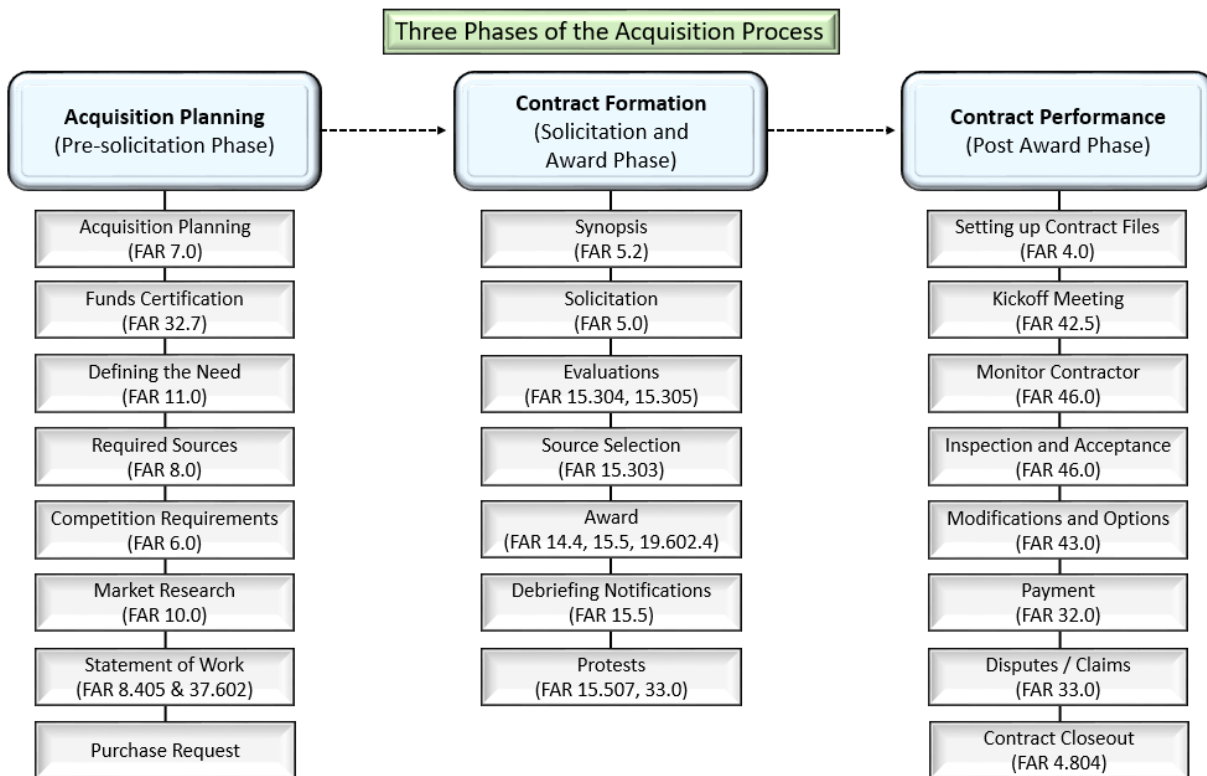 Three Phases of the Acquisition Process
Acquisition Planning
(Pre-solicitation Phase)
Acquisition Planning
(FAR 7.0)
Funds Certification
(FAR 32.7)
Defining the Need
(FAR 11.0)
Required Sources
(FAR 8.0)
Competition Requirements
(FAR 6.0)
Market Research
(FAR 10.0)
Statement of Work
(FAR 8.405 & 37.602)
Purchase Request
Contract Formation
(Solicitation and
Award Phase)
Synopsis
(FAR 5.2)
Solicitation
(FAR 5.0)
Evaluations
(FAR 15.304, 15.305)
Source Selection
(FAR 15.303)
Award
(FAR 14.4, 15.5, 19.602.4)
Debriefing Notifications
(FAR 15.5)
Protests
(FAR 15.507, 33.0)
Contract Performance
(Post Award Phase)
Setting up Contract Files
(FAR 4.0)
Kickoff Meeting
(FAR 42.5)
Monitor Contractor
(FAR 46.0)
Inspection and Acceptance
(FAR 46.0)
Modifications and Options
(FAR 43.0)
Payment
(FAR 32.0)
Disputes / Claims
(FAR 33.0)
Contract Closeout
(FAR 4.804)